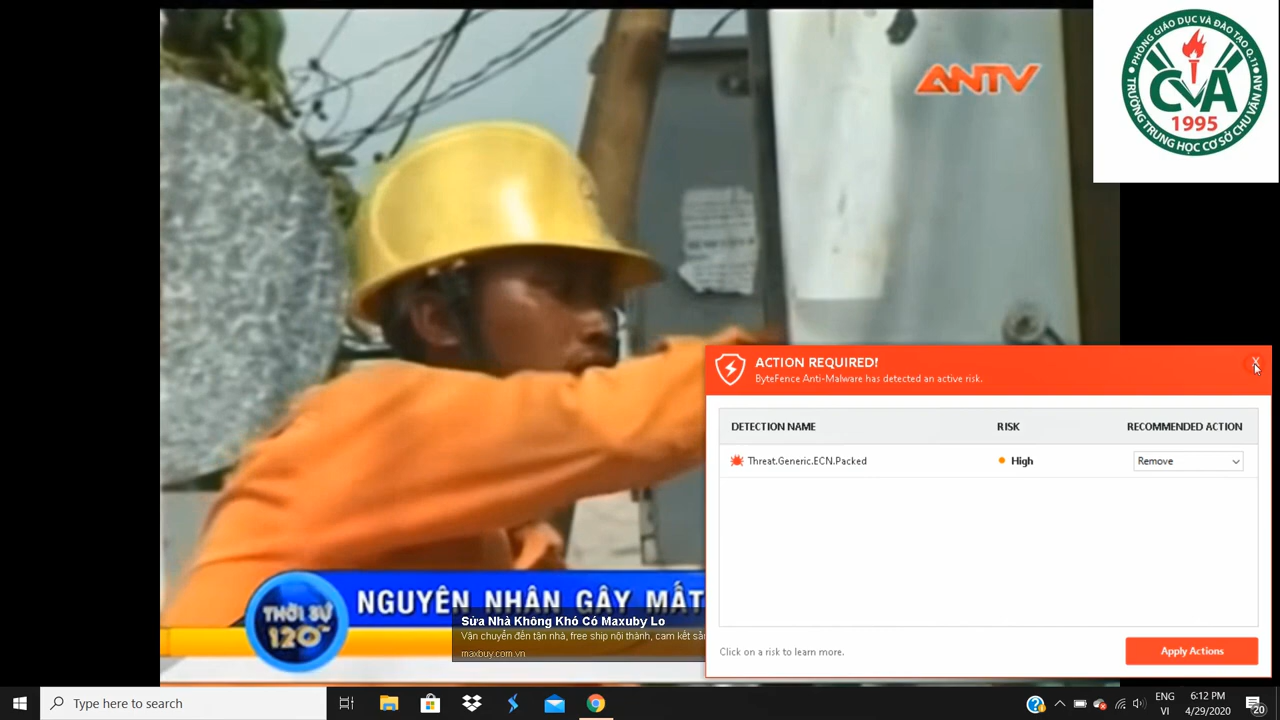 ANTV
PHÒNG GIÁO DỤC VÀ ĐÀO TẠO Q.11
CVA
1995
TRƯỜNG TRUNG HỌC CƠ SỞ CHU VĂN AN
ACTION REQUIRED!
ByteFence Anti-Malware has detected an active risk.
X
DETECTION NAME RISK RECOMMENDED ACTION
Threat.Generic.ECN.Packed High Remove
THỜI SỰ
120
NGUYÊN NHÂN GÂY MẤT
Sửa Nhà Không Khó Có Maxuby Lo
Vận chuyển đến tận nhà, free ship nội thành, cam kết
maxbuy.com.vn
Click on a risk to learn more.
Apply Actions
Type here to search
ENG
VI
6:12 PM
4/29/2020
20